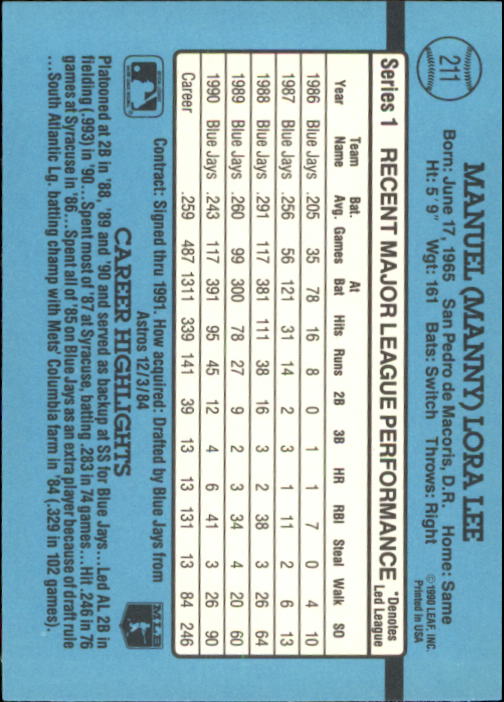 211
MANUEL (MANNY) LORA LEE
Born: June 17, 1965 San Pedro de Macoris, D.R. Home: Same
Ht: 5' 9" Wgt: 161 Bats: Switch Throws: Right
© 1990 LEAF, INC.
Printed in USA
Series 1 RECENT MAJOR LEAGUE PERFORMANCE *Denotes Led League
Year Team Name Bat. Avg. Games At Bat Hits Runs 2B 3B HR RBI Steal Walk SO
1986 Blue Jays .205 35 78 16 8 0 1 1 7 0 4 10
1987 Blue Jays .256 56 121 31 14 2 3 1 11 2 6 13
1988 Blue Jays .291 117 381 111 38 16 3 2 38 3 26 64
1989 Blue Jays .260 99 300 78 27 9 2 3 34 4 20 60
1990 Blue Jays .243 117 391 95 45 12 4 6 41 3 26 90
Career .259 487 1311 339 141 39 13 13 131 13 84 246
Contract: Signed thru 1991. How acquired: Drafted by Blue Jays from
Astros 12/3/84
MLB
CAREER HIGHLIGHTS
Platooned at 2B in '88, '89 and '90 and served as backup at SS for Blue Jays...Led AL 2B in
fielding (.993) in '90...Spent most of '87 at Syracuse, batting .283 in 74 games...Hit .246 in 76
games at Syracuse in '86...Spent all of '85 on Blue Jays as an extra player because of draft rule
...South Atlantic Lg. batting champ with Mets' Columbia farm in '84 (.329 in 102 games).